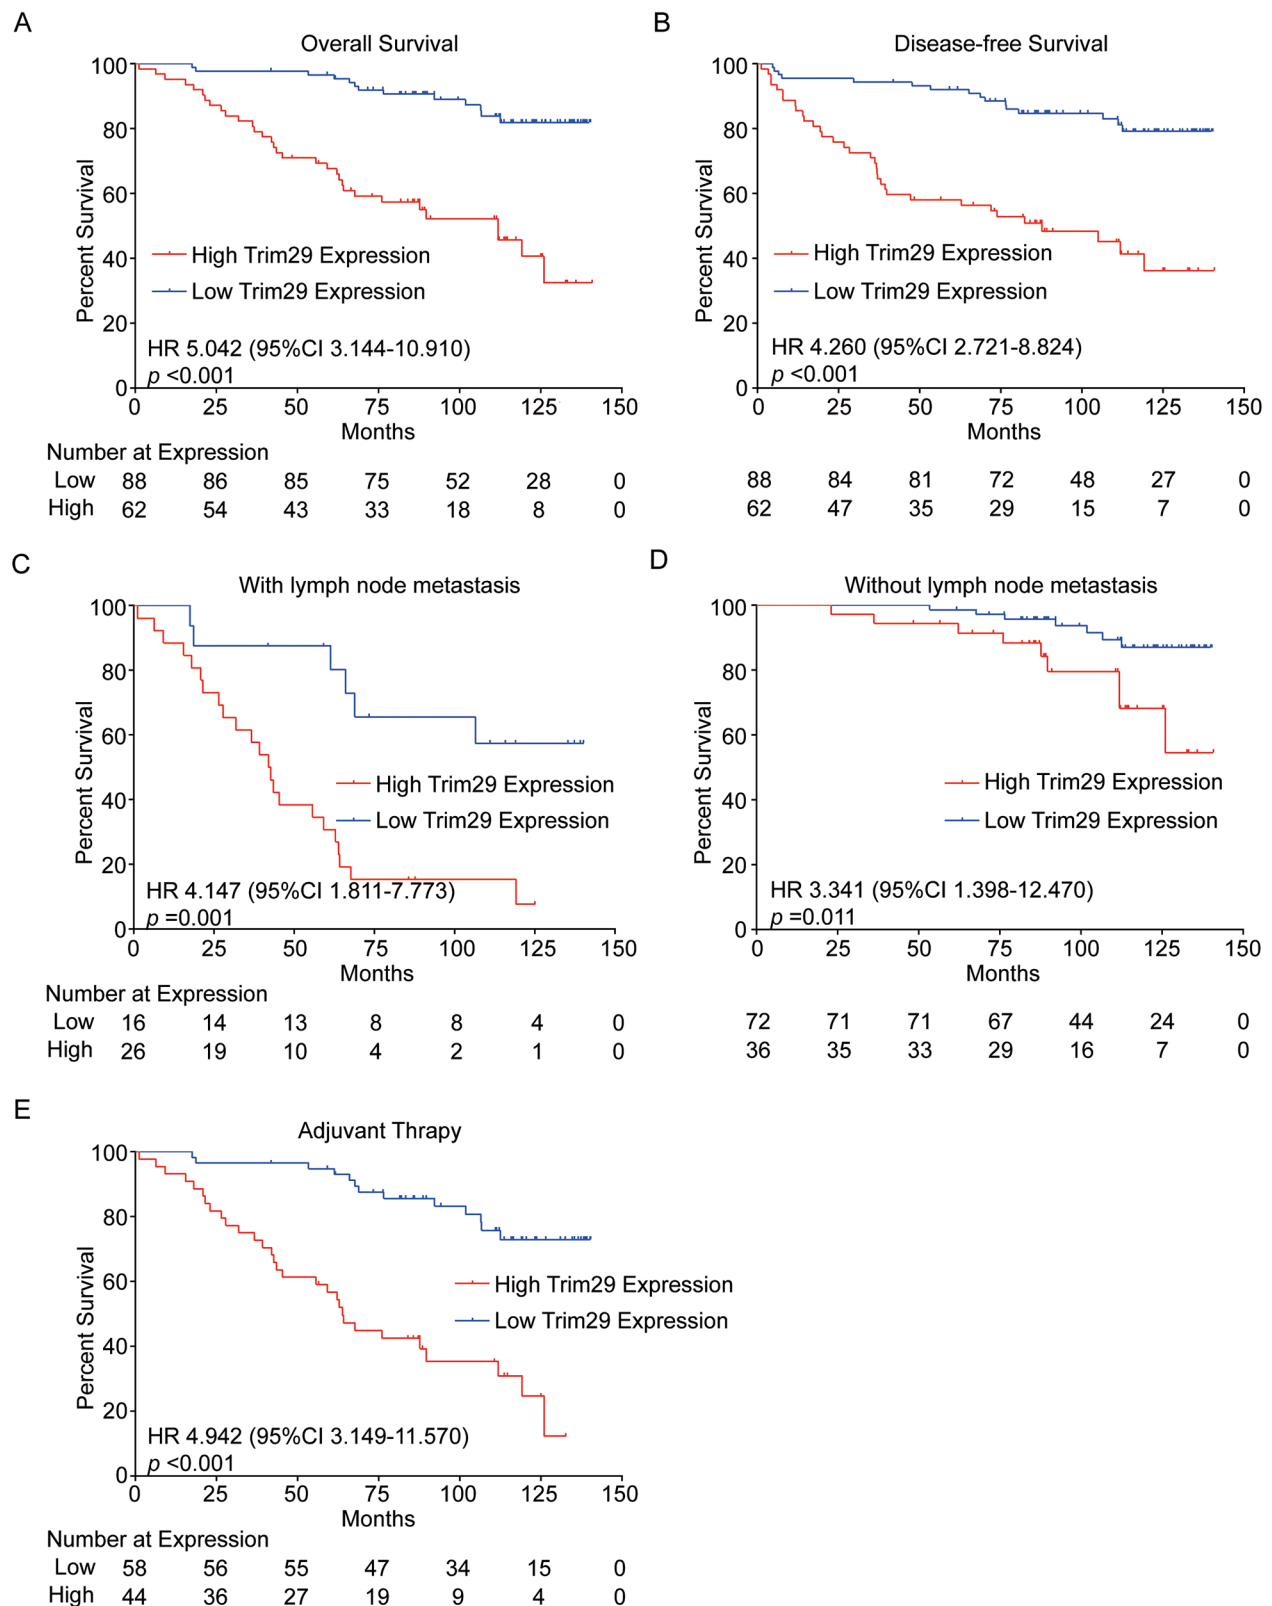 A
Overall Survival
100
80
60
40
20
0
Percent Survival
High Trim29 Expression
Low Trim29 Expression
HR 5.042 (95%CI 3.144-10.910)
p <0.001
0 25 50 75 100 125 150
Months
Number at Expression
Low 88 86 85 75 52 28 0
High 62 54 43 33 18 8 0
B
Disease-free Survival
100
80
60
40
20
0
Percent Survival
High Trim29 Expression
Low Trim29 Expression
HR 4.260 (95%CI 2.721-8.824)
p <0.001
0 25 50 75 100 125 150
Months
88 84 81 72 48 27 0
62 47 35 29 15 7 0
C
With lymph node metastasis
100
80
60
40
20
0
Percent Survival
High Trim29 Expression
Low Trim29 Expression
HR 4.147 (95%CI 1.811-7.773)
p =0.001
0 25 50 75 100 125 150
Months
Number at Expression
Low 16 14 13 8 8 4 0
High 26 19 10 4 2 1 0
D
Without lymph node metastasis
100
80
60
40
20
0
Percent Survival
High Trim29 Expression
Low Trim29 Expression
HR 3.341 (95%CI 1.398-12.470)
p =0.011
0 25 50 75 100 125 150
Months
72 71 71 67 44 24 0
36 35 33 29 16 7 0
E
Adjuvant Thrapy
100
80
60
40
20
0
Percent Survival
High Trim29 Expression
Low Trim29 Expression
HR 4.942 (95%CI 3.149-11.570)
p <0.001
0 25 50 75 100 125 150
Months
Number at Expression
Low 58 56 55 47 34 15 0
High 44 36 27 19 9 4 0